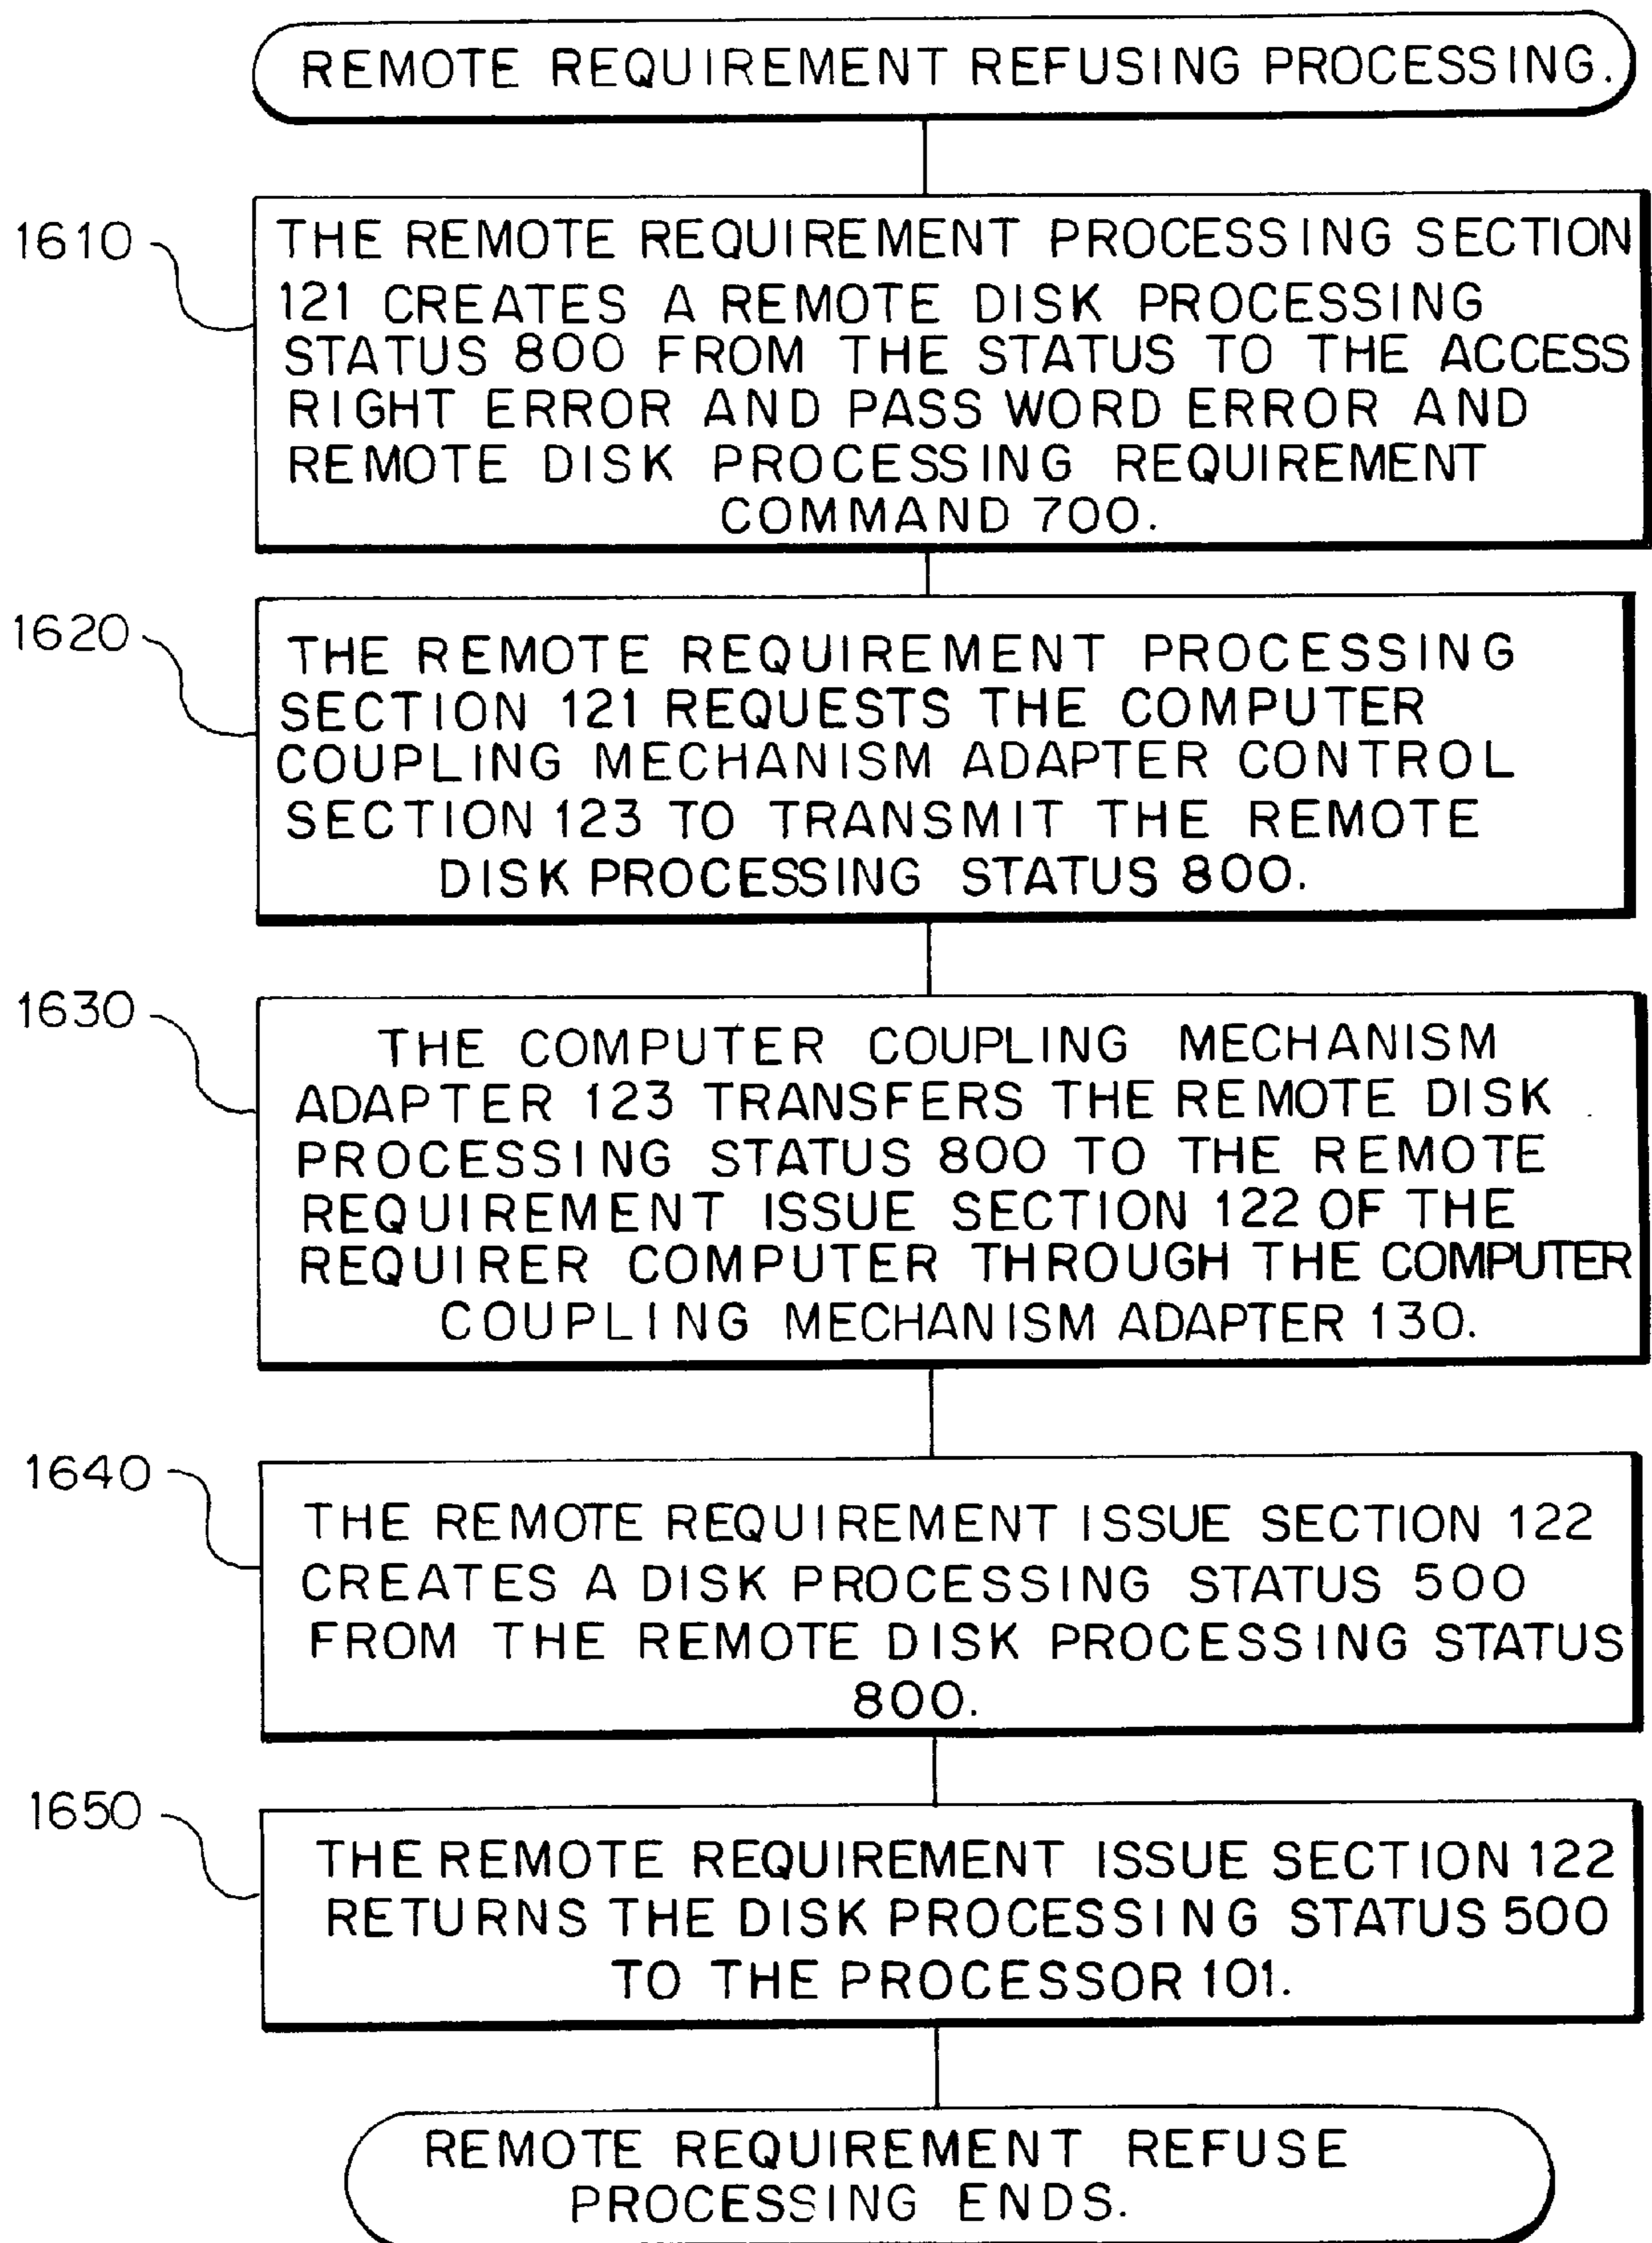 REMOTE REQUIREMENT REFUSING PROCESSING.
1610
THE REMOTE REQUIREMENT PROCESSING SECTION
121 CREATES A REMOTE DISK PROCESSING
STATUS 800 FROM THE STATUS TO THE ACCESS
RIGHT ERROR AND PASS WORD ERROR AND
REMOTE DISK PROCESSING REQUIREMENT
COMMAND 700.
1620
THE REMOTE REQUIREMENT PROCESSING
SECTION 121 REQUESTS THE COMPUTER
COUPLING MECHANISM ADAPTER CONTROL
SECTION 123 TO TRANSMIT THE REMOTE
DISK PROCESSING STATUS 800.
1630
THE COMPUTER COUPLING MECHANISM
ADAPTER 123 TRANSFERS THE REMOTE DISK
PROCESSING STATUS 800 TO THE REMOTE
REQUIREMENT ISSUE SECTION 122 OF THE
REQUIRER COMPUTER THROUGH THE COMPUTER
COUPLING MECHANISM ADAPTER 130.
1640
THE REMOTE REQUIREMENT ISSUE SECTION 122
CREATES A DISK PROCESSING STATUS 500
FROM THE REMOTE DISK PROCESSING STATUS
800.
1650
THE REMOTE REQUIREMENT ISSUE SECTION 122
RETURNS THE DISK PROCESSING STATUS 500
TO THE PROCESSOR 101.
REMOTE REQUIREMENT REFUSE
PROCESSING ENDS.